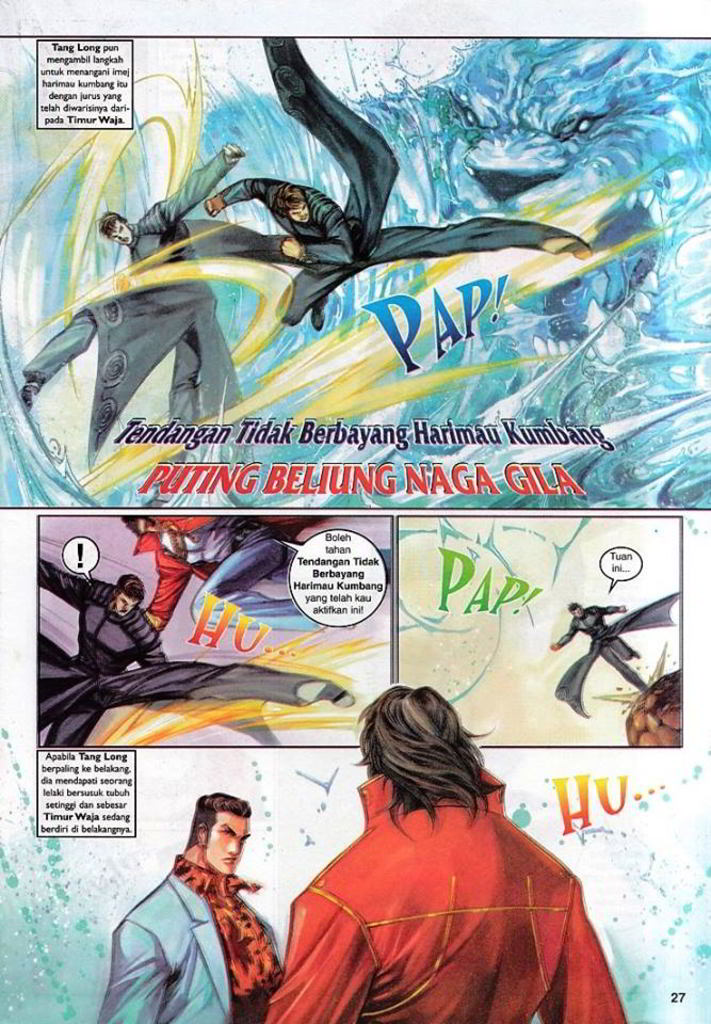 Tang Long pun
mengambil langkah
untuk menangani imej
harimau kumbang itu
dengan jurus yang
telah diwarisinya dari-
pada Timur Waja.
PAP!
Tendangan Tidak Berbayang Harimau Kumbang
PUTING BELIUNG NAGA GILA
!
Boleh
tahan
Tendangan Tidak
Berbayang
Harimau Kumbang
yang telah kau
aktifkan ini!
HU...
PAP!
Tuan
ini...
Apabila Tang Long
berpaling ke belakang,
dia mendapati seorang
lelaki bersusuk tubuh
setinggi dan sebesar
Timur Waja sedang
berdiri di belakangnya.
HU...
27